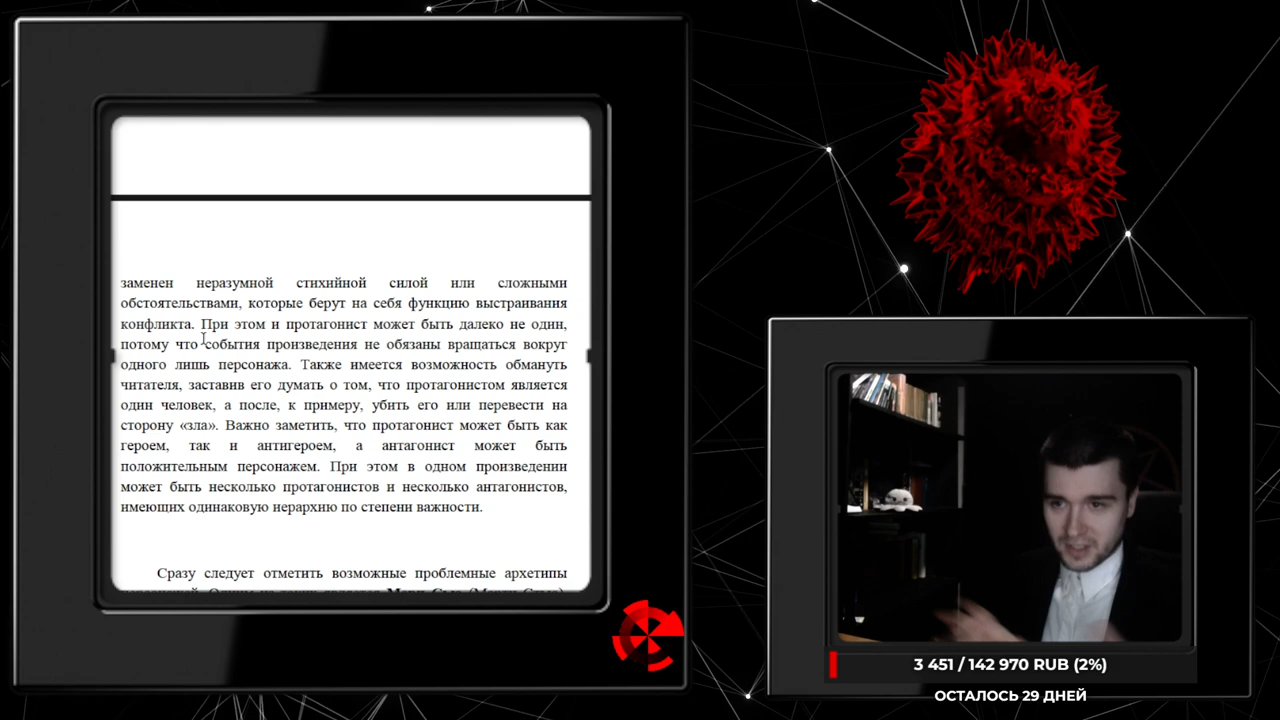 заменен неразумной стихийной силой или сложными
обстоятельствами, которые берут на себя функцию выстраивания
конфликта. При этом и протагонист может быть далеко не один,
потому что события произведения не обязаны вращаться вокруг
одного лишь персонажа. Также имеется возможность обмануть
читателя, заставив его думать о том, что протагонистом является
один человек, а после, к примеру, убить его или перевести на
сторону «зла». Важно заметить, что протагонист может быть как
героем, так и антигероем, а антагонист может быть
положительным персонажем. При этом в одном произведении
может быть несколько протагонистов и несколько антагонистов,
имеющих одинаковую иерархию по степени важности.
Сразу следует отметить возможные проблемные архетипы
3 451 / 142 970 RUB (2%)
ОСТАЛОСЬ 29 ДНЕЙ